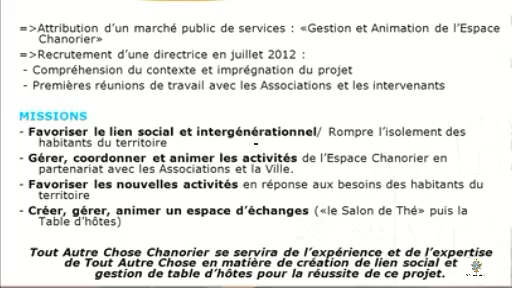 =>Attribution d’un marché public de services : «Gestion et Animation de l’Espace
Chanorier»
=>Recrutement d’une directrice en juillet 2012 :
- Compréhension du contexte et imprégnation du projet
- Premières réunions de travail avec les Associations et les intervenants
MISSIONS
- Favoriser le lien social et intergénérationnel/ Rompre l’isolement des
habitants du territoire
- Gérer, coordonner et animer les activités de l’Espace Chanorier en
partenariat avec les Associations et la Ville.
- Favoriser les nouvelles activités en réponse aux besoins des habitants du
territoire
- Créer, gérer, animer un espace d’échanges («le Salon de Thé» puis la
Table d’hôtes)
Tout Autre Chose Chanorier se servira de l’expérience et de l’expertise
de Tout Autre Chose en matière de création de lien social et
gestion de table d’hôtes pour la réussite de ce projet.